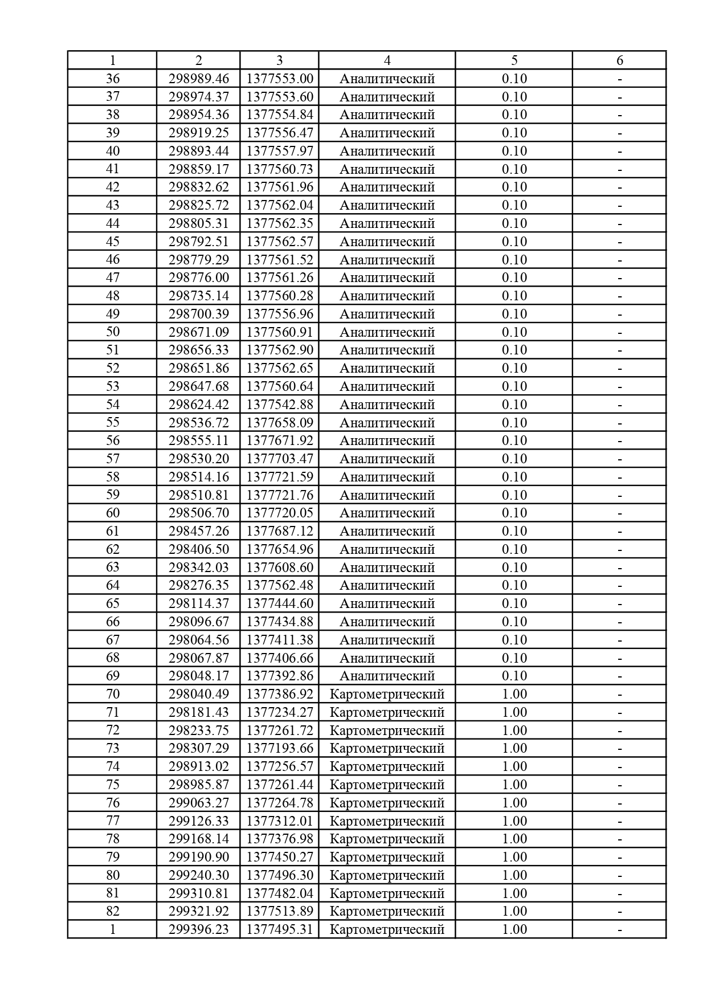 1 2 3 4 5 6
36 298989.46 1377553.00 Аналитический 0.10 -
37 298974.37 1377553.60 Аналитический 0.10 -
38 298954.36 1377554.84 Аналитический 0.10 -
39 298919.25 1377556.47 Аналитический 0.10 -
40 298893.44 1377557.97 Аналитический 0.10 -
41 298859.17 1377560.73 Аналитический 0.10 -
42 298832.62 1377561.96 Аналитический 0.10 -
43 298825.72 1377562.04 Аналитический 0.10 -
44 298805.31 1377562.35 Аналитический 0.10 -
45 298792.51 1377562.57 Аналитический 0.10 -
46 298779.29 1377561.52 Аналитический 0.10 -
47 298776.00 1377561.26 Аналитический 0.10 -
48 298735.14 1377560.28 Аналитический 0.10 -
49 298700.39 1377556.96 Аналитический 0.10 -
50 298671.09 1377560.91 Аналитический 0.10 -
51 298656.33 1377562.90 Аналитический 0.10 -
52 298651.86 1377562.65 Аналитический 0.10 -
53 298647.68 1377560.64 Аналитический 0.10 -
54 298624.42 1377542.88 Аналитический 0.10 -
55 298536.72 1377658.09 Аналитический 0.10 -
56 298555.11 1377671.92 Аналитический 0.10 -
57 298530.20 1377703.47 Аналитический 0.10 -
58 298514.16 1377721.59 Аналитический 0.10 -
59 298510.81 1377721.76 Аналитический 0.10 -
60 298506.70 1377720.05 Аналитический 0.10 -
61 298457.26 1377687.12 Аналитический 0.10 -
62 298406.50 1377654.96 Аналитический 0.10 -
63 298342.03 1377608.60 Аналитический 0.10 -
64 298276.35 1377562.48 Аналитический 0.10 -
65 298114.37 1377444.60 Аналитический 0.10 -
66 298096.67 1377434.88 Аналитический 0.10 -
67 298064.56 1377411.38 Аналитический 0.10 -
68 298067.87 1377406.66 Аналитический 0.10 -
69 298048.17 1377392.86 Аналитический 0.10 -
70 298040.49 1377386.92 Картометрический 1.00 -
71 298181.43 1377234.27 Картометрический 1.00 -
72 298233.75 1377261.72 Картометрический 1.00 -
73 298307.29 1377193.66 Картометрический 1.00 -
74 298913.02 1377256.57 Картометрический 1.00 -
75 298985.87 1377261.44 Картометрический 1.00 -
76 299063.27 1377264.78 Картометрический 1.00 -
77 299126.33 1377312.01 Картометрический 1.00 -
78 299168.14 1377376.98 Картометрический 1.00 -
79 299190.90 1377450.27 Картометрический 1.00 -
80 299240.30 1377496.30 Картометрический 1.00 -
81 299310.81 1377482.04 Картометрический 1.00 -
82 299321.92 1377513.89 Картометрический 1.00 -
1 299396.23 1377495.31 Картометрический 1.00 -